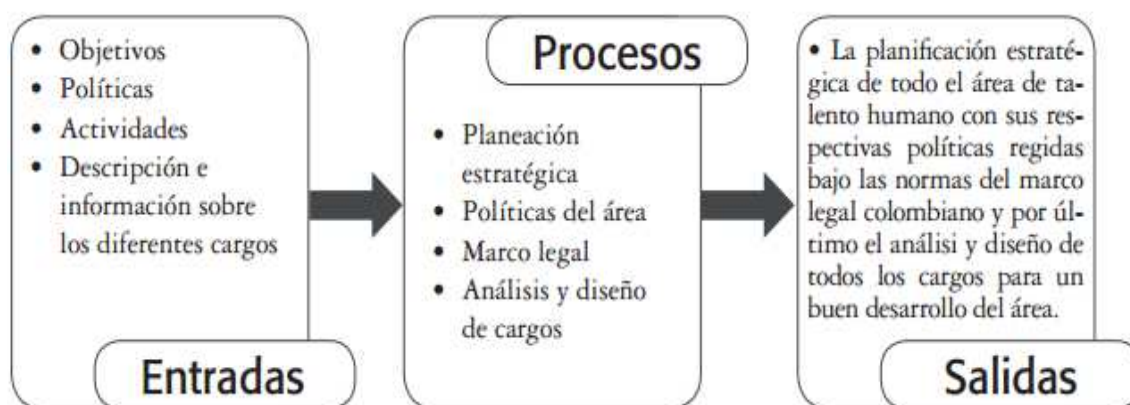 • Objetivos
• Políticas
• Actividades
• Descripción e
información sobre
los diferentes cargos
Entradas
Procesos
• Planeación
estratégica
• Políticas del área
• Marco legal
• Análisis y diseño
de cargos
• La planificación estraté-
gica de todo el área de ta-
lento humano con sus res-
pectivas políticas regidas
bajo las normas del marco
legal colombiano y por úl-
timo el análisi y diseño de
todos los cargos para un
buen desarrollo del área.
Salidas